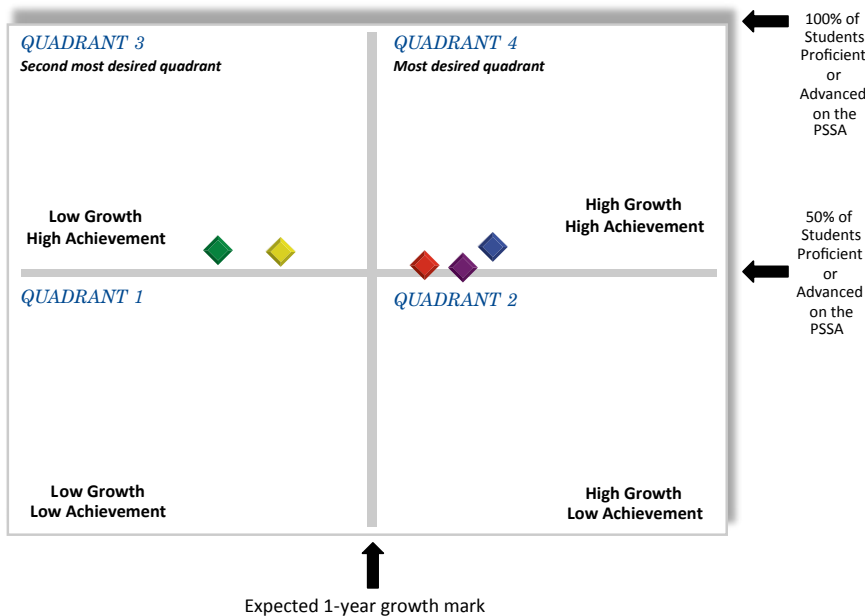 QUADRANT 3
Second most desired quadrant
Low Growth
High Achievement
QUADRANT 4
Most desired quadrant
High Growth
High Achievement
QUADRANT 1
Low Growth
Low Achievement
QUADRANT 2
High Growth
Low Achievement
100% of
Students
Proficient
or
Advanced
on the
PSSA
50% of
Students
Proficient
or
Advanced
on the
PSSA
Expected 1-year growth mark